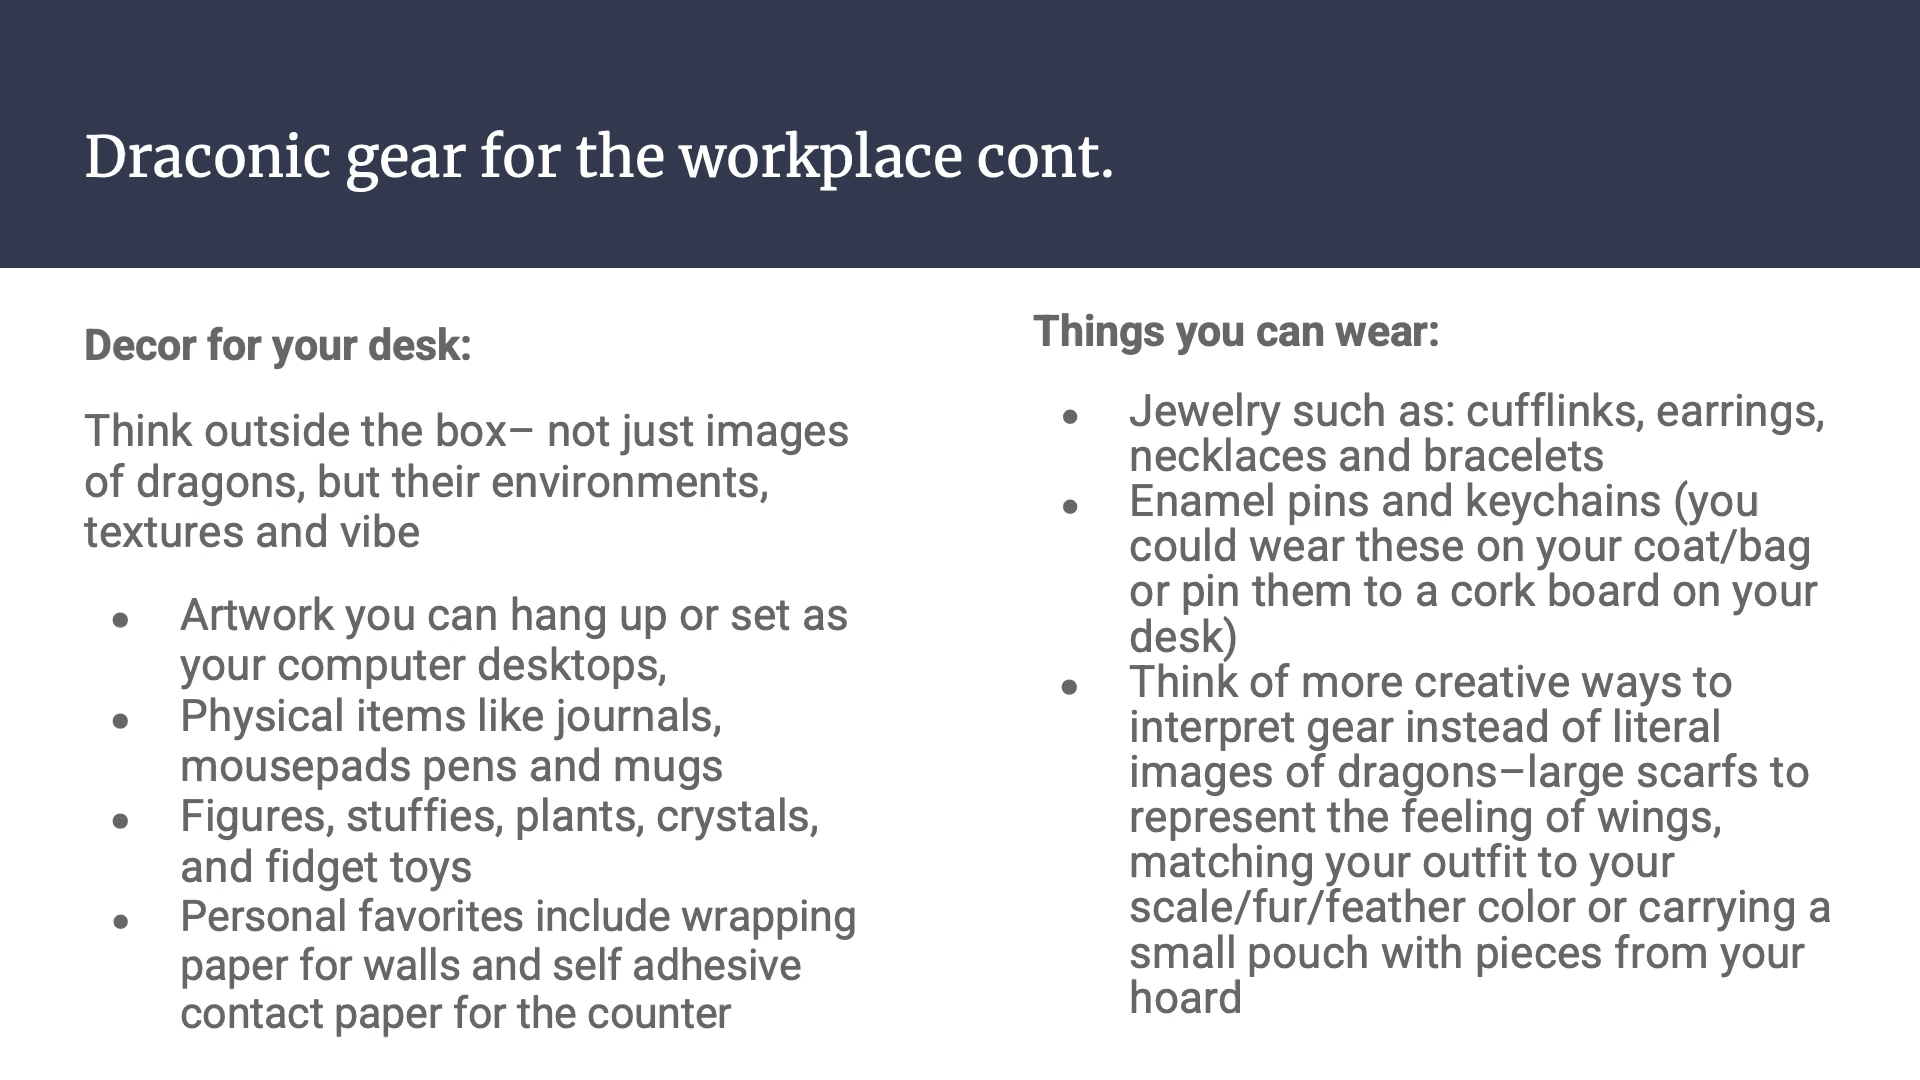 Draconic gear for the workplace cont.
Decor for your desk:
Think outside the box– not just images
of dragons, but their environments,
textures and vibe
● Artwork you can hang up or set as
your computer desktops,
● Physical items like journals,
mousepads pens and mugs
● Figures, stuffies, plants, crystals,
and fidget toys
● Personal favorites include wrapping
paper for walls and self adhesive
contact paper for the counter
Things you can wear:
● Jewelry such as: cufflinks, earrings,
necklaces and bracelets
● Enamel pins and keychains (you
could wear these on your coat/bag
or pin them to a cork board on your
desk)
● Think of more creative ways to
interpret gear instead of literal
images of dragons–large scarfs to
represent the feeling of wings,
matching your outfit to your
scale/fur/feather color or carrying a
small pouch with pieces from your
hoard